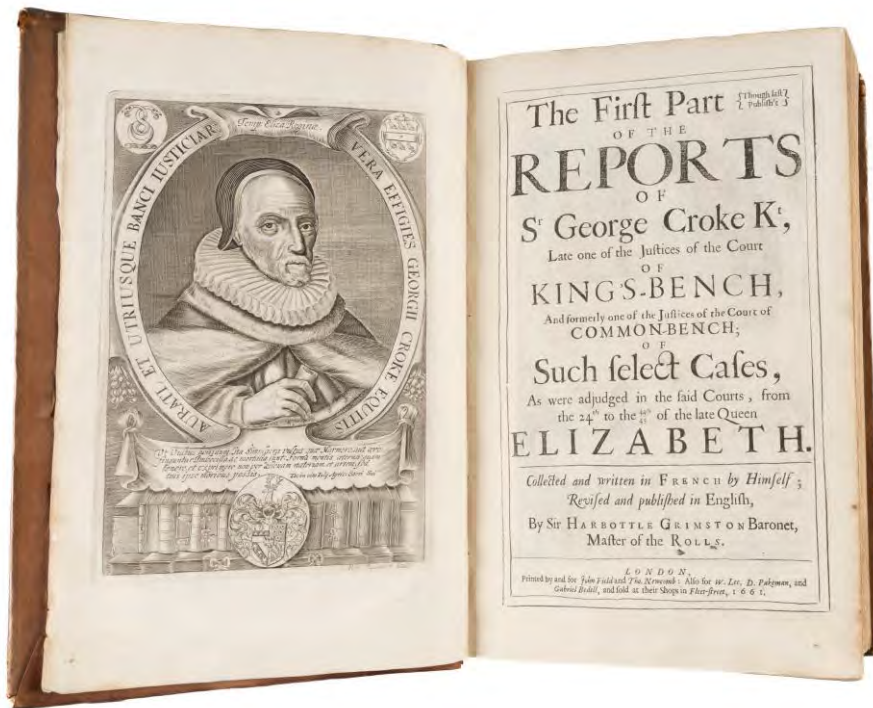 Temp. Eliza Reginæ.
VERA EFFIGIES GEORGII CROKE EQUITIS
AURATI, ET UTRIUSQUE BANCI IUSTICIAR
The First Part {Though last
Publish't}
OF THE
REPORTS
OF
Sr George Croke Kt,
Late one of the Justices of the Court
OF
KING'S-BENCH,
And formerly one of the Justices of the Court of
COMMON-BENCH;
OF
Such select Cases,
As were adjudged in the said Courts, from
the 24th to the of the late Queen
ELIZABETH.
Collected and written in FRENCH by Himself;
Revised and published in English,
By Sir HARBOTTLE GRIMSTON Baronet,
Master of the ROLLS.
LONDON,
Printed by and for John Field and Tho. Newcomb: Also for W. Lee, D. Pakeman, and
Gabriel Bedell, and sold at their Shops in Fleet-street, 1661.